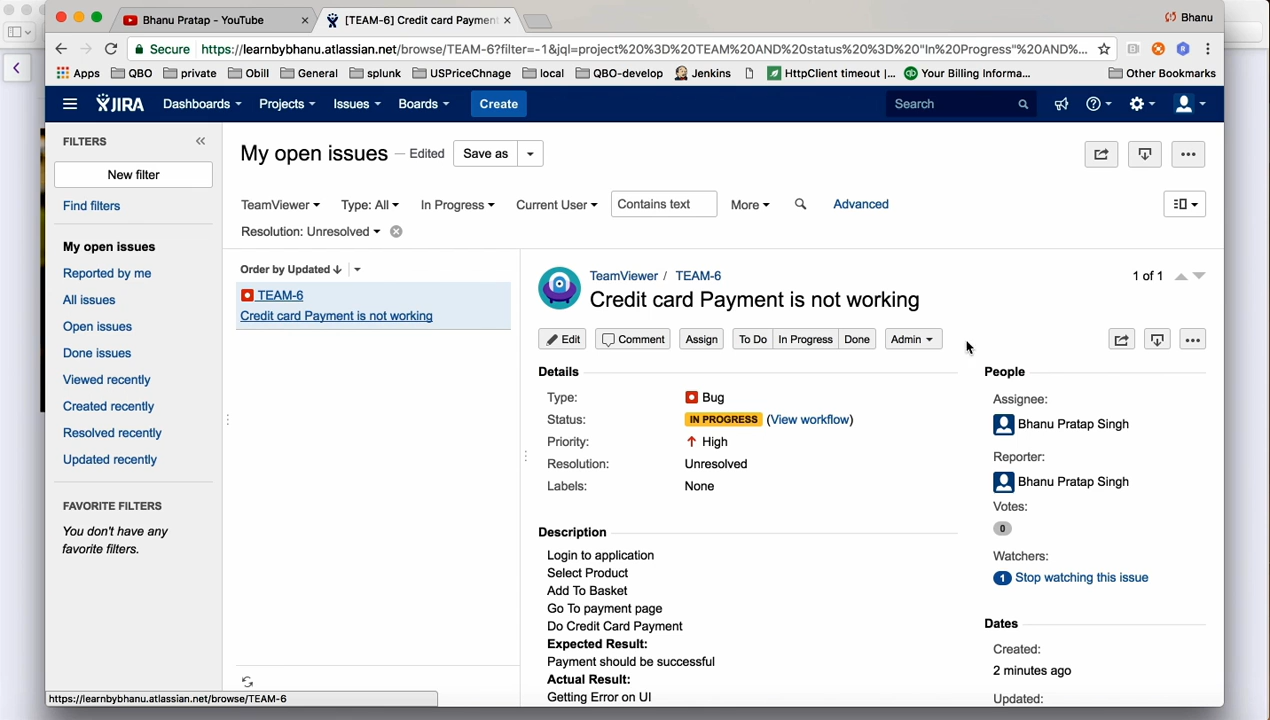 Bhanu Pratap - YouTube
[TEAM-6] Credit card Payment
Bhanu
Secure
https://learnbybhanu.atlassian.net/browse/TEAM-6?filter=-1&jql=project%20%3D%20TEAM%20AND%20status%20%3D%20"In%20Progress"%20AND%...
Apps
QBO
private
Obill
General
splunk
USPriceChnage
local
QBO-develop
Jenkins
HttpClient timeout |...
Your Billing Informa...
Other Bookmarks
JIRA
Dashboards
Projects
Issues
Boards
Create
Search
FILTERS
New filter
Find filters
My open issues
Reported by me
All issues
Open issues
Done issues
Viewed recently
Created recently
Resolved recently
Updated recently
FAVORITE FILTERS
You don't have any
favorite filters.
My open issues — Edited
Save as
TeamViewer
Type: All
In Progress
Current User
Contains text
More
Advanced
Resolution: Unresolved
Order by Updated
TEAM-6
Credit card Payment is not working
TeamViewer / TEAM-6
1 of 1
Credit card Payment is not working
Edit
Comment
Assign
To Do
In Progress
Done
Admin
Details
Type: Bug
Status: IN PROGRESS (View workflow)
Priority: High
Resolution: Unresolved
Labels: None
Description
Login to application
Select Product
Add To Basket
Go To payment page
Do Credit Card Payment
Expected Result:
Payment should be successful
Actual Result:
Getting Error on UI
People
Assignee:
Bhanu Pratap Singh
Reporter:
Bhanu Pratap Singh
Votes:
0
Watchers:
1 Stop watching this issue
Dates
Created:
2 minutes ago
Updated:
https://learnbybhanu.atlassian.net/browse/TEAM-6